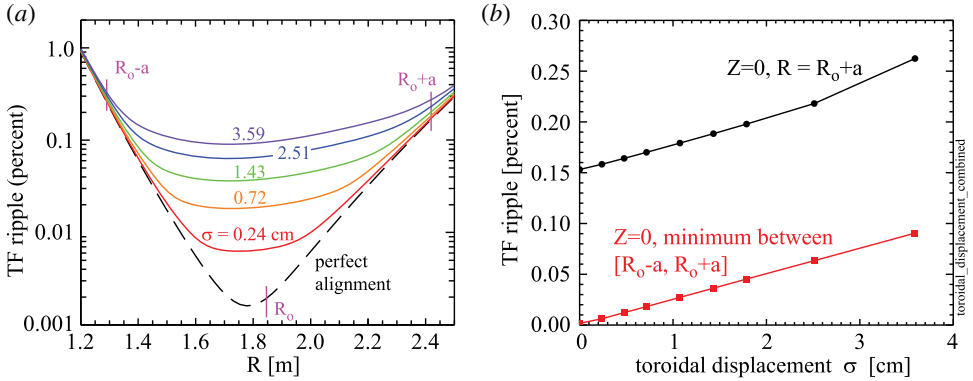 (a)
TF ripple (percent)
1.0
0.1
0.01
0.001
Ro-a
Ro+a
3.59
2.51
1.43
0.72
σ = 0.24 cm
perfect
alignment
Ro
1.2 1.4 1.6 1.8 2.0 2.2 2.4
R [m]
(b)
TF ripple [percent]
0.30
0.25
0.20
0.15
0.10
0.05
0.00
Z=0, R = Ro+a
Z=0, minimum between
[Ro-a, Ro+a]
0 1 2 3 4
toroidal displacement σ [cm]
toroidal_displacement_combined